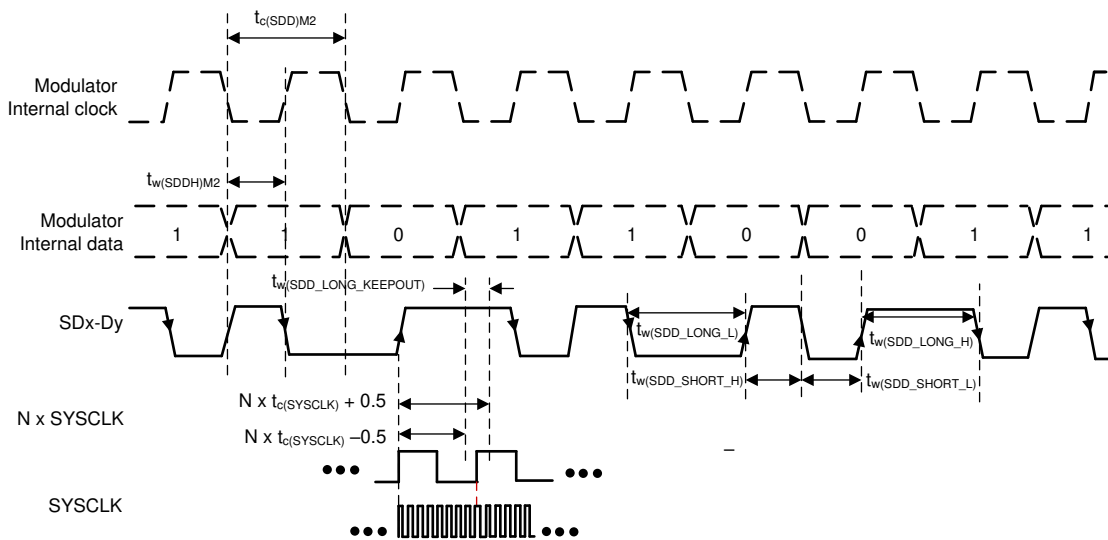 tc(SDD)M2
Modulator
Internal clock
tw(SDDH)M2
Modulator
Internal data
1 1 0 1 1 0 0 1 1
tw(SDD_LONG_KEEPOUT)
SDx-Dy
tw(SDD_LONG_L)
tw(SDD_LONG_H)
tw(SDD_SHORT_H)
tw(SDD_SHORT_L)
N x tc(SYSCLK) + 0.5
N x SYSCLK
N x tc(SYSCLK) –0.5
SYSCLK